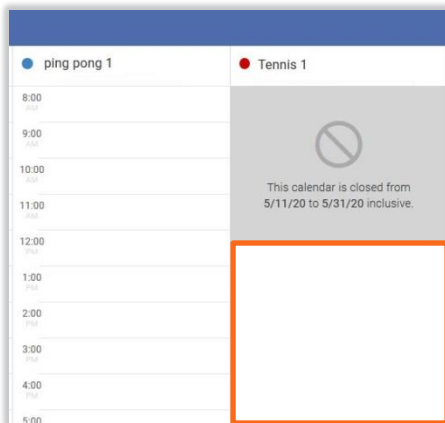 ping pong 1
Tennis 1
8:00
AM
9:00
AM
10:00
AM
11:00
AM
12:00
PM
1:00
PM
2:00
PM
3:00
PM
4:00
PM
5:00
This calendar is closed from
5/11/20 to 5/31/20 inclusive.